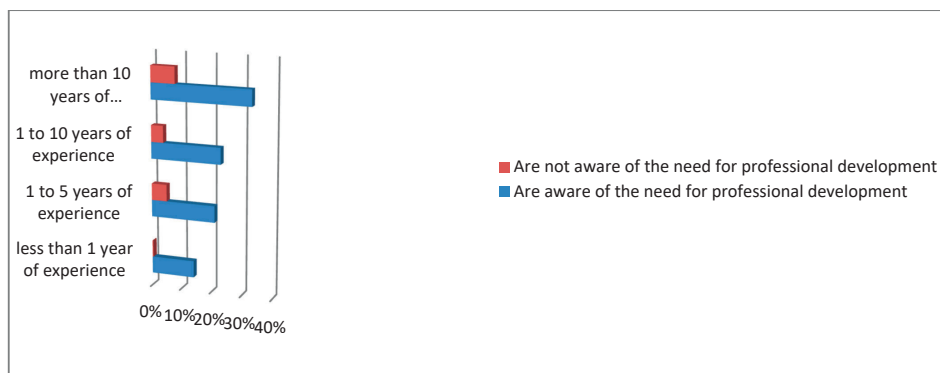 more than 10
years of...
1 to 10 years of
experience
1 to 5 years of
experience
less than 1 year
of experience
0%
10%
20%
30%
40%
Are not aware of the need for professional development
Are aware of the need for professional development